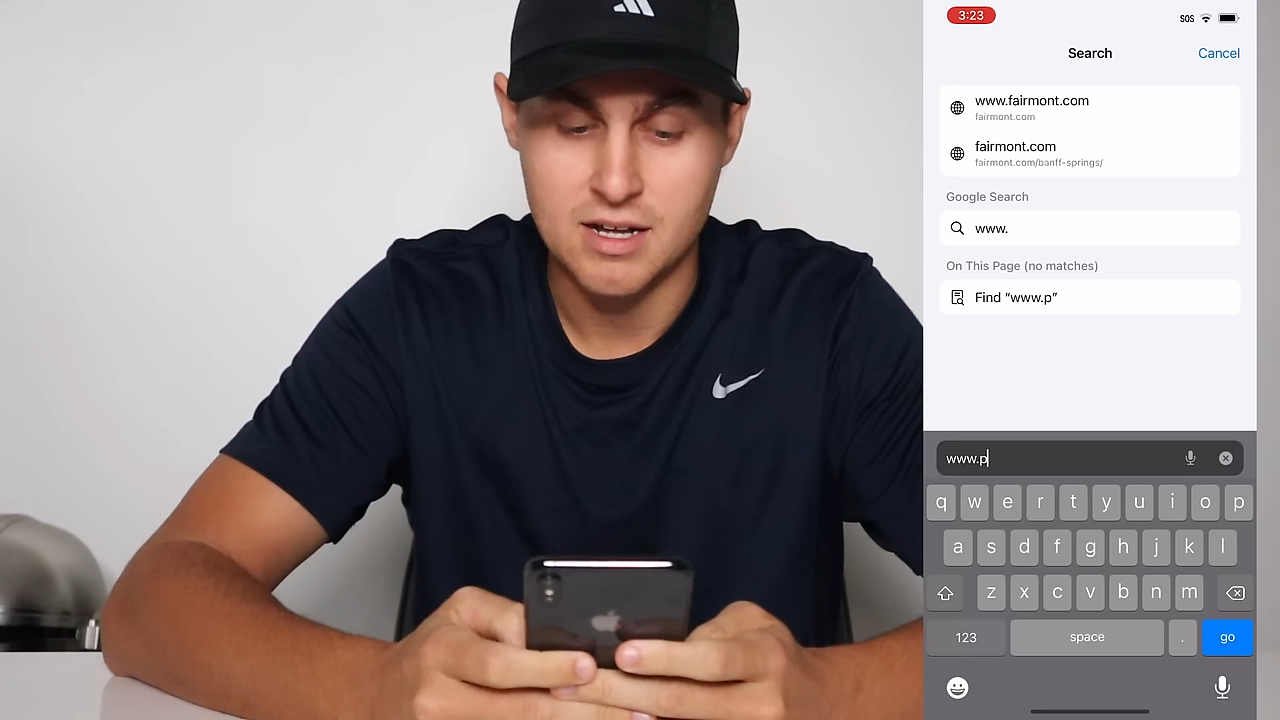 3:23
SOS
Search
Cancel
www.fairmont.com
fairmont.com
fairmont.com
fairmont.com/banff-springs/
Google Search
www.
On This Page (no matches)
Find “www.p”
www.p
q w e r t y u i o p
a s d f g h j k l
z x c v b n m
123 space . go